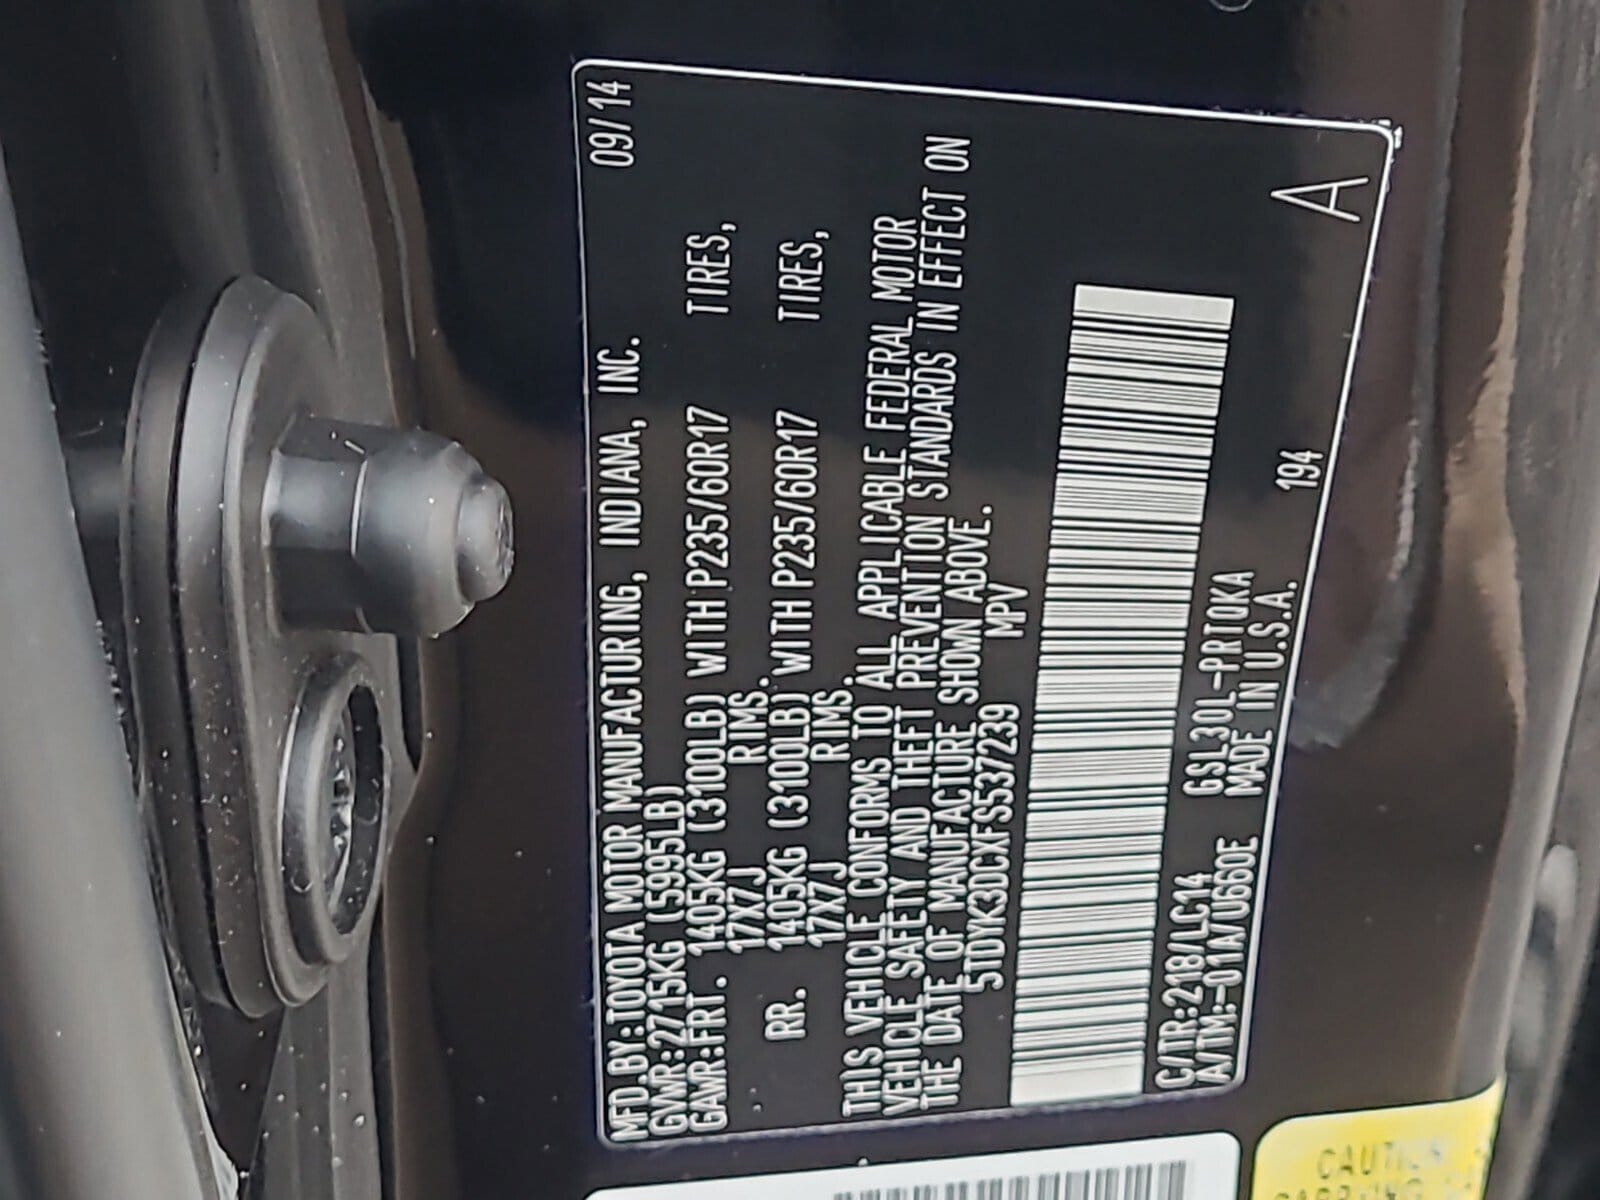 MFD.BY:TOYOTA MOTOR MANUFACTURING, INDIANA, INC. 09/14
GVWR:2715KG (5995LB)
GAWR:FRT. 1405KG (3100LB) WITH P235/60R17 TIRES,
17X7J RIMS.
RR. 1405KG (3100LB) WITH P235/60R17 TIRES,
17X7J RIMS.
THIS VEHICLE CONFORMS TO ALL APPLICABLE FEDERAL MOTOR
VEHICLE SAFETY AND THEFT PREVENTION STANDARDS IN EFFECT ON
THE DATE OF MANUFACTURE SHOWN ABOVE.
5TDYK3DCXFS537239 MPV
C/TR:218/LC14 GSL30L-PRTQKA
A/TM:-01A/U660E MADE IN U.S.A. 194 A
CAUTION